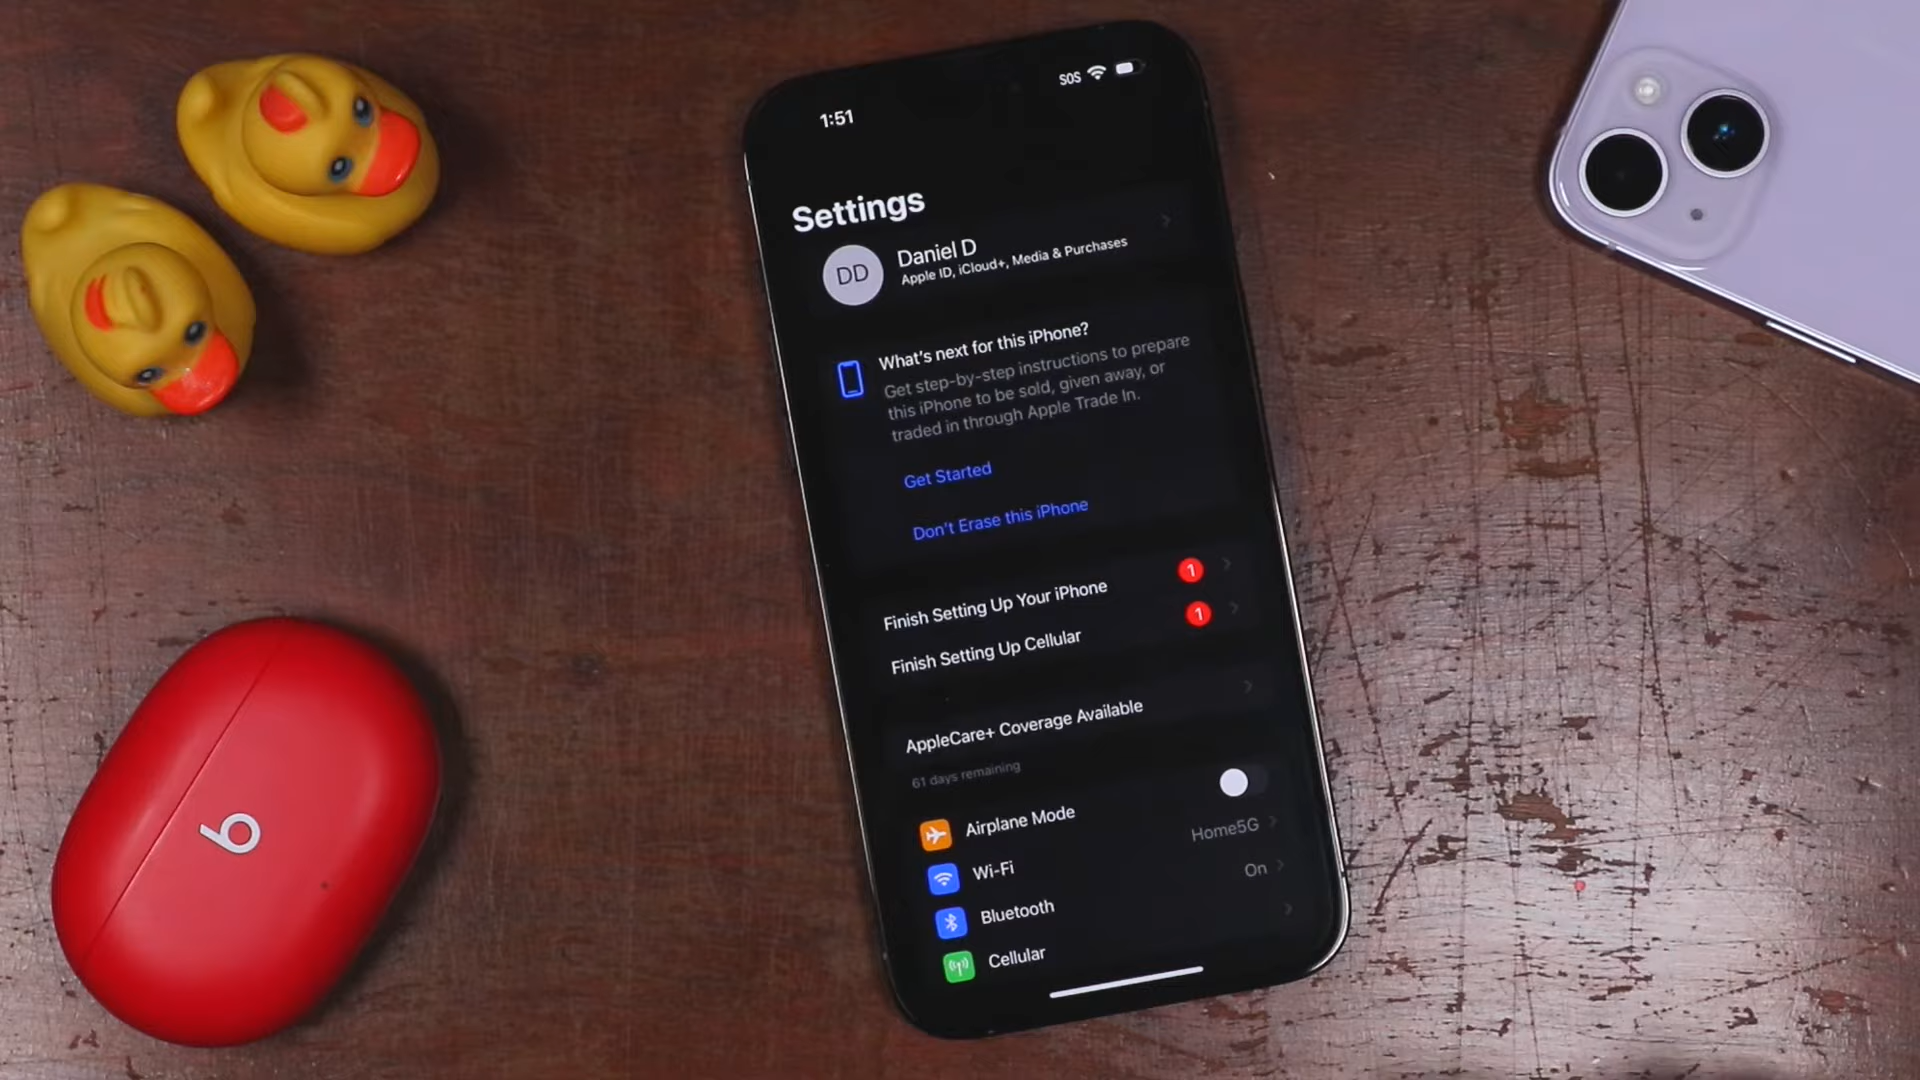 1:51
SOS
Settings
DD
Daniel D
Apple ID, iCloud+, Media & Purchases
What's next for this iPhone?
Get step-by-step instructions to prepare
this iPhone to be sold, given away, or
traded in through Apple Trade In.
Get Started
Don't Erase this iPhone
Finish Setting Up Your iPhone 1
Finish Setting Up Cellular 1
AppleCare+ Coverage Available
61 days remaining
Airplane Mode
Wi-Fi Home5G
Bluetooth On
Cellular